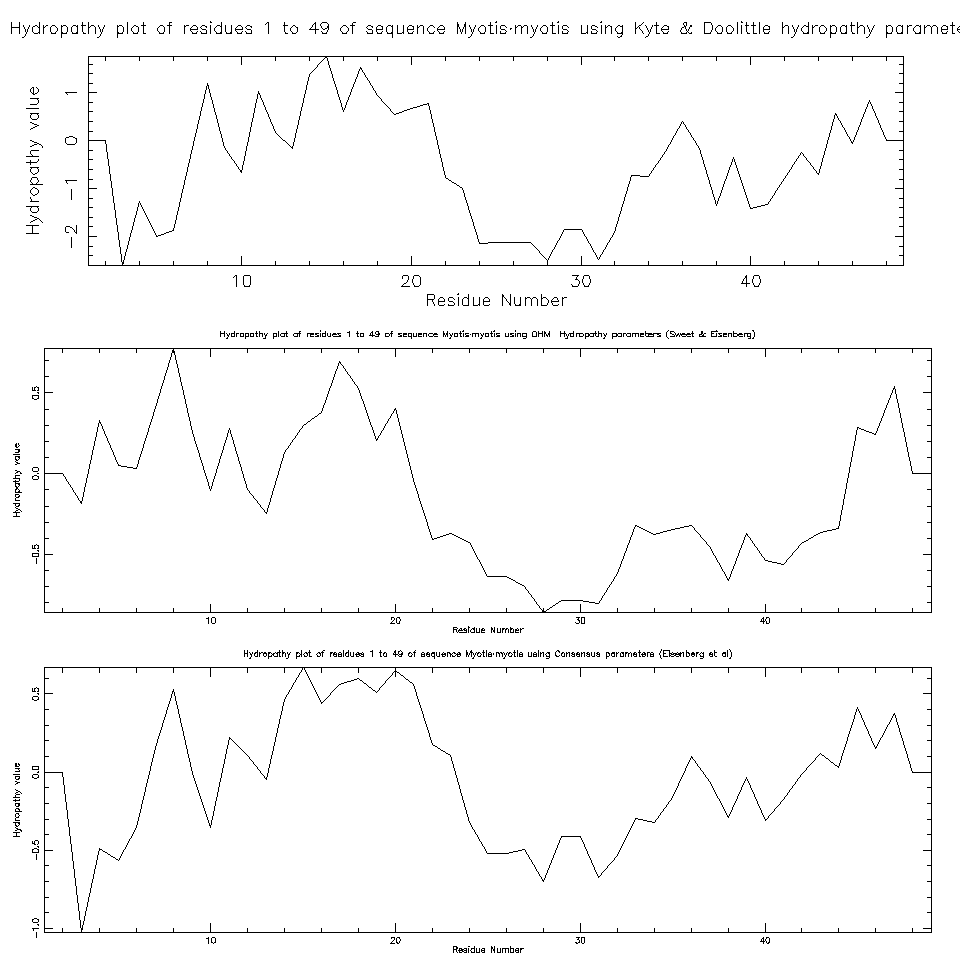 Hydropathy plot of residues 1 to 49 of sequence Myotis·myotis using Kyte & Doolittle hydropathy paramete
Hydropathy value
1
0
−1
−2
10 20 30 40
Residue Number
Hydropathy plot of residues 1 to 49 of sequence Myotis·myotis using OHM Hydropathy parameters (Sweet & Eisenberg)
Hydropathy value
0.5
0.0
−0.5
10 20 30 40
Residue Number
Hydropathy plot of residues 1 to 49 of sequence Myotis·myotis using Consensus parameters (Eisenberg et al)
Hydropathy value
0.5
0.0
−0.5
−1.0
10 20 30 40
Residue Number